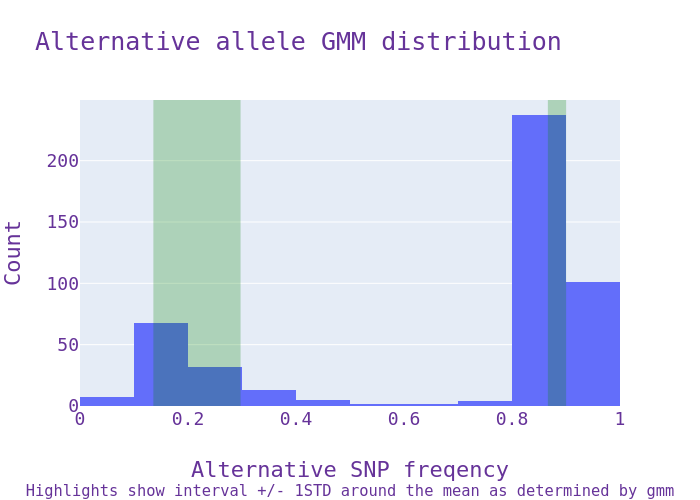 Alternative allele GMM distribution
Count
200
150
100
50
0
0 0.2 0.4 0.6 0.8 1
Alternative SNP freqency
Highlights show interval +/- 1STD around the mean as determined by gmm